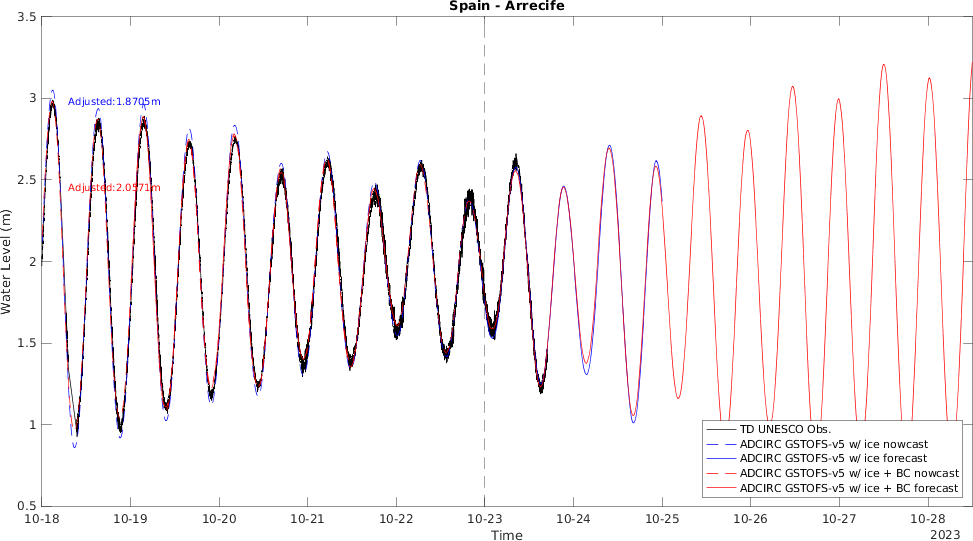 Spain - Arrecife
3.5
3
2.5
2
1.5
1
0.5
Water Level (m)
Adjusted:1.8705m
Adjusted:2.0571m
TD UNESCO Obs.
ADCIRC GSTOFS-v5 w/ ice nowcast
ADCIRC GSTOFS-v5 w/ ice forecast
ADCIRC GSTOFS-v5 w/ ice + BC nowcast
ADCIRC GSTOFS-v5 w/ ice + BC forecast
10-18 10-19 10-20 10-21 10-22 10-23 10-24 10-25 10-26 10-27 10-28
2023
Time